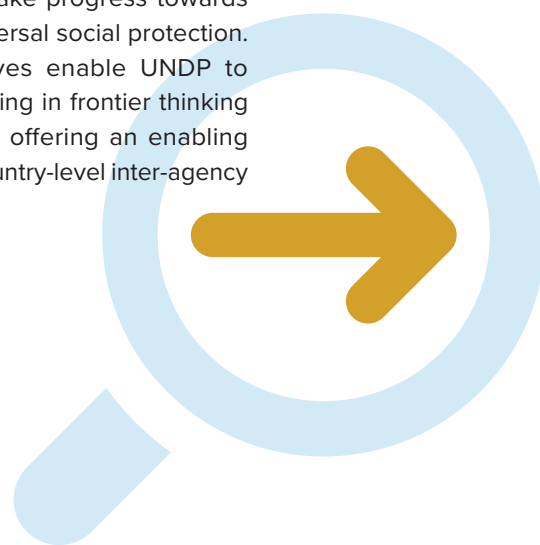 ake progress towards
ersal social protection.
ves enable UNDP to
ing in frontier thinking
offering an enabling
untry-level inter-agency